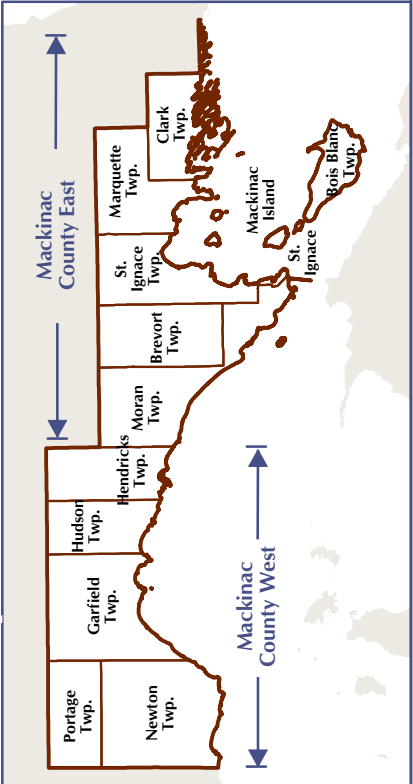 Mackinac
County East
Clark
Twp.
Marquette
Twp.
St.
Ignace
Twp.
Brevort
Twp.
Moran
Twp.
Hendricks
Twp.
Hudson
Twp.
Garfield
Twp.
Portage
Twp.
Newton
Twp.
Mackinac
Island
Bois Blanc
Twp.
St.
Ignace
Mackinac
County West